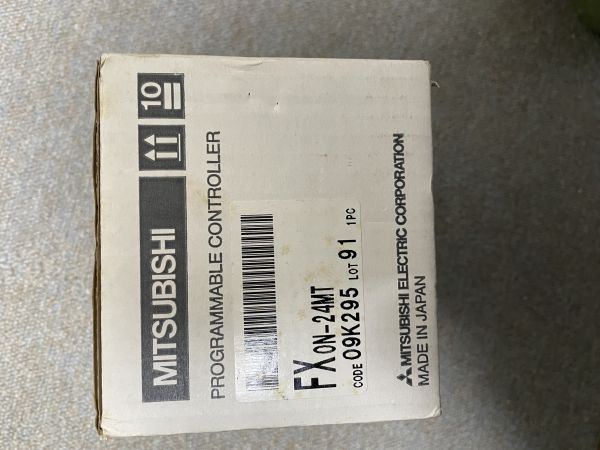 MITSUBISHI
10
PROGRAMMABLE CONTROLLER
FX0N-24MT
CODE 09K295 LOT 91 1PC
MITSUBISHI ELECTRIC CORPORATION
MADE IN JAPAN